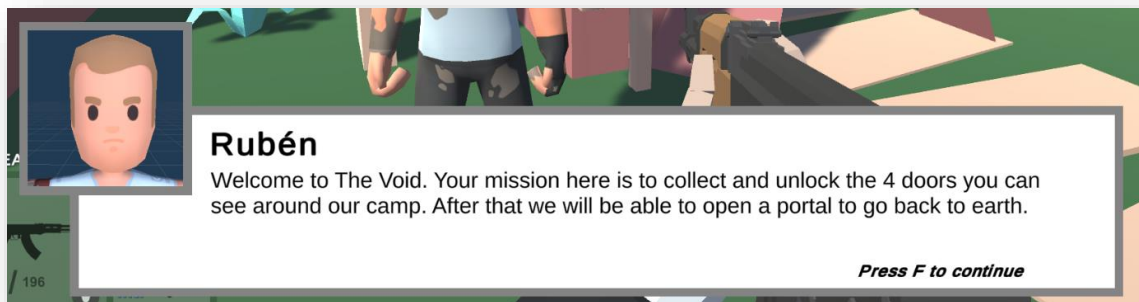 Rubén
Welcome to The Void. Your mission here is to collect and unlock the 4 doors you can
see around our camp. After that we will be able to open a portal to go back to earth.
Press F to continue
/ 196